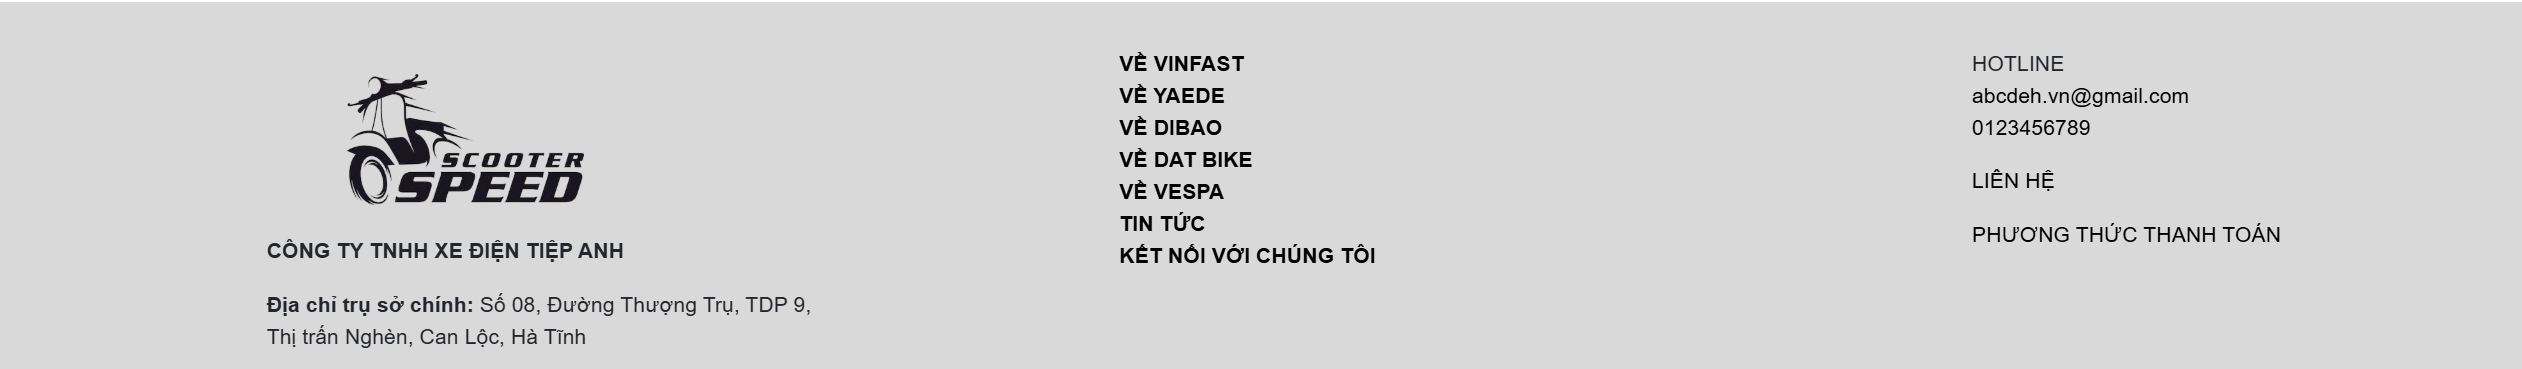 SCOOTER
SPEED
CÔNG TY TNHH XE ĐIỆN TIỆP ANH
Địa chỉ trụ sở chính: Số 08, Đường Thượng Trụ, TDP 9,
Thị trấn Nghèn, Can Lộc, Hà Tĩnh
VỀ VINFAST
VỀ YAEDE
VỀ DIBAO
VỀ DAT BIKE
VỀ VESPA
TIN TỨC
KẾT NỐI VỚI CHÚNG TÔI
HOTLINE
abcdeh.vn@gmail.com
0123456789
LIÊN HỆ
PHƯƠNG THỨC THANH TOÁN